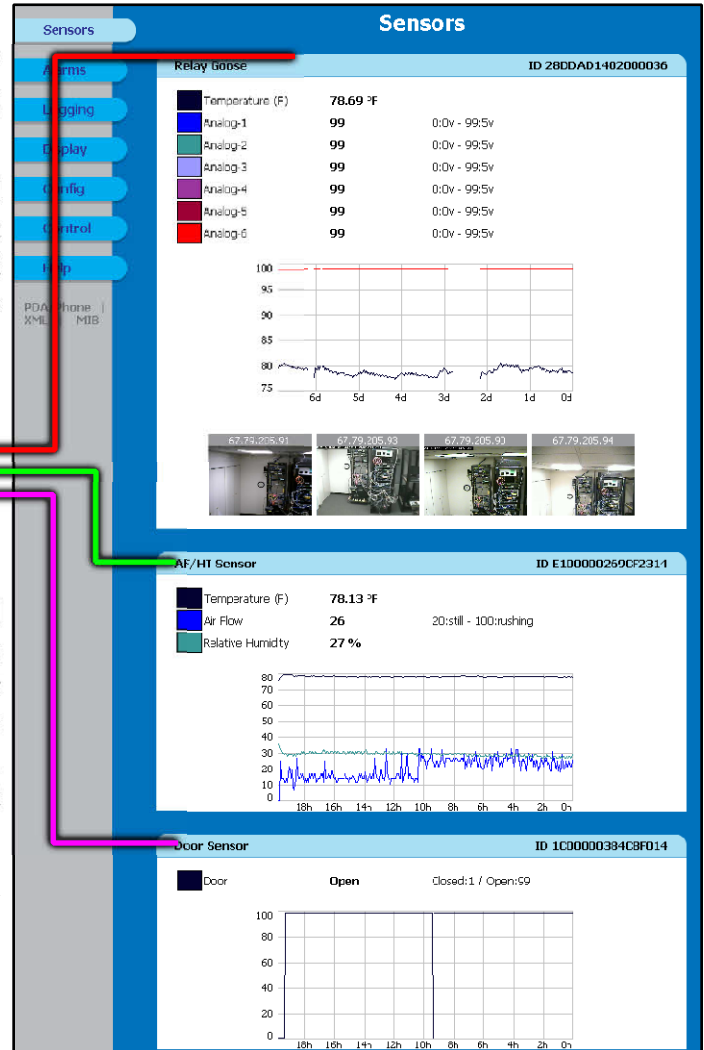 Sensors
Sensors
Alarms
Logging
Display
Config
Control
Help
PDA/Phone |
XML | MIB
Relay Goose ID 28DDAD1402000036
Temperature (F) 78.69 °F
Analog-1 99 0:0v - 99:5v
Analog-2 99 0:0v - 99:5v
Analog-3 99 0:0v - 99:5v
Analog-4 99 0:0v - 99:5v
Analog-5 99 0:0v - 99:5v
Analog-6 99 0:0v - 99:5v
100
95
90
85
80
75
6d 5d 4d 3d 2d 1d 0d
67.79.205.91 67.79.205.93 67.79.205.90 67.79.205.94
AF/HT Sensor ID E100000269CF2314
Temperature (F) 78.13 °F
Air Flow 26 20:still - 100:rushing
Relative Humidity 27 %
80
70
60
50
40
30
20
10
0
18h 16h 14h 12h 10h 8h 6h 4h 2h 0h
Door Sensor ID 1C00000384C8F014
Door Open Closed:1 / Open:99
100
80
60
40
20
0
18h 16h 14h 12h 10h 8h 6h 4h 2h 0h